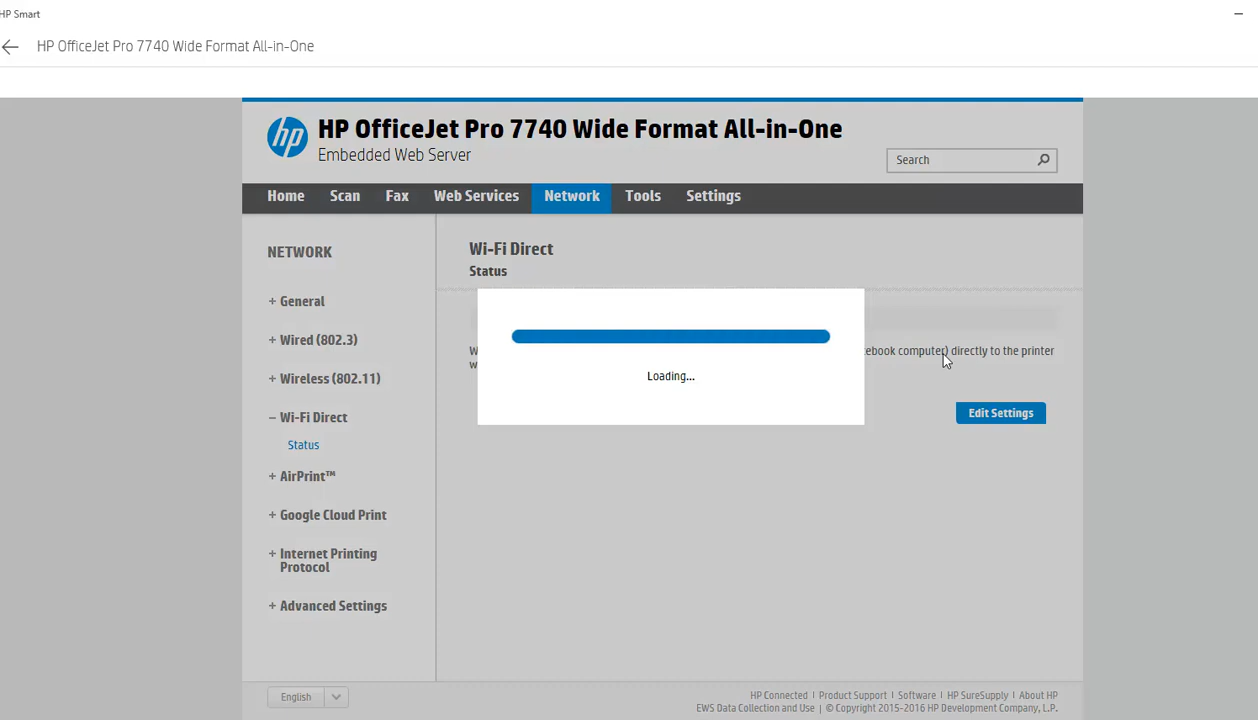 HP Smart
HP OfficeJet Pro 7740 Wide Format All-in-One
hp
HP OfficeJet Pro 7740 Wide Format All-in-One
Embedded Web Server
Search
Home Scan Fax Web Services Network Tools Settings
NETWORK
+ General
+ Wired (802.3)
+ Wireless (802.11)
– Wi-Fi Direct
Status
+ AirPrint™
+ Google Cloud Print
+ Internet Printing
Protocol
+ Advanced Settings
Wi-Fi Direct
Status
computer) directly to the printer
Loading...
Edit Settings
English
HP Connected | Product Support | Software | HP SureSupply | About HP
EWS Data Collection and Use | © Copyright 2015-2016 HP Development Company, L.P.